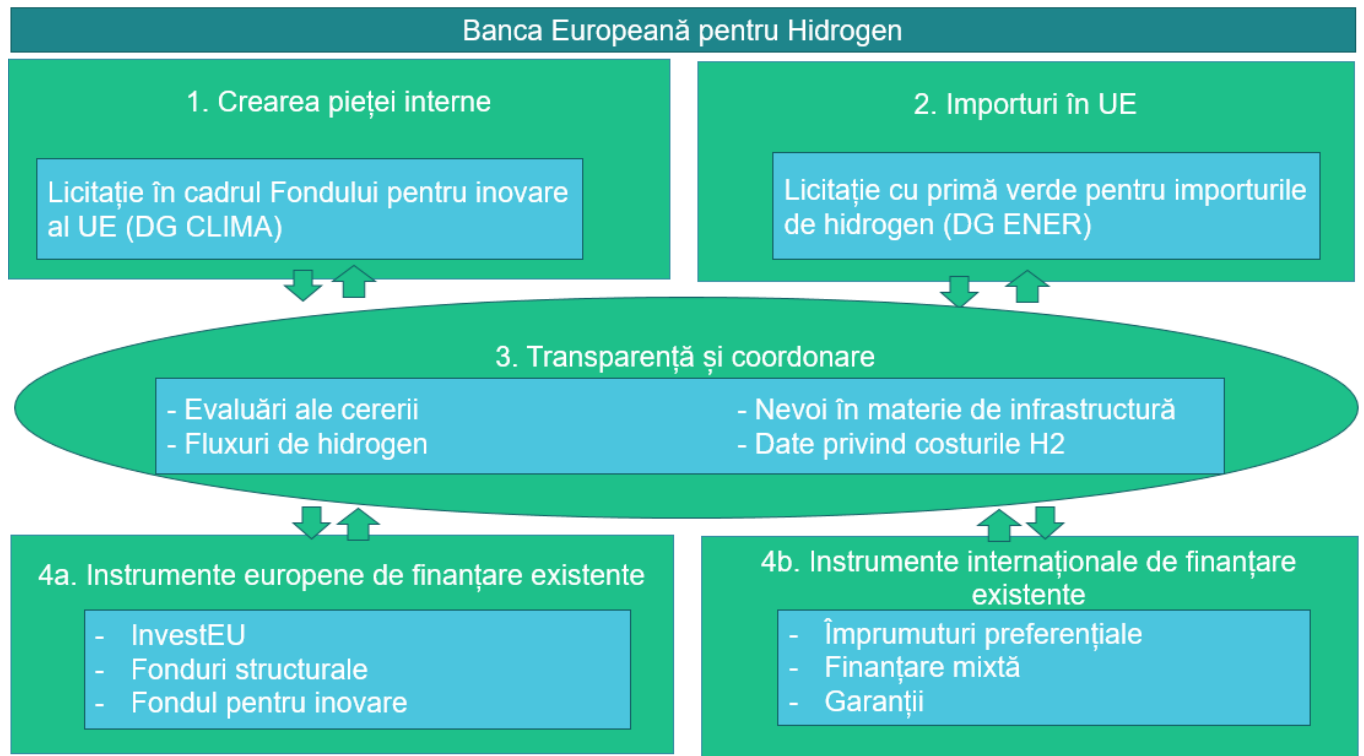 Banca Europeană pentru Hidrogen
1. Crearea pieței interne
Licitație în cadrul Fondului pentru inovare
al UE (DG CLIMA)
2. Importuri în UE
Licitație cu primă verde pentru importurile
de hidrogen (DG ENER)
3. Transparență și coordonare
- Evaluări ale cererii
- Fluxuri de hidrogen
- Nevoi în materie de infrastructură
- Date privind costurile H2
4a. Instrumente europene de finanțare existente
- InvestEU
- Fonduri structurale
- Fondul pentru inovare
4b. Instrumente internaționale de finanțare
existente
- Împrumuturi preferențiale
- Finanțare mixtă
- Garanții